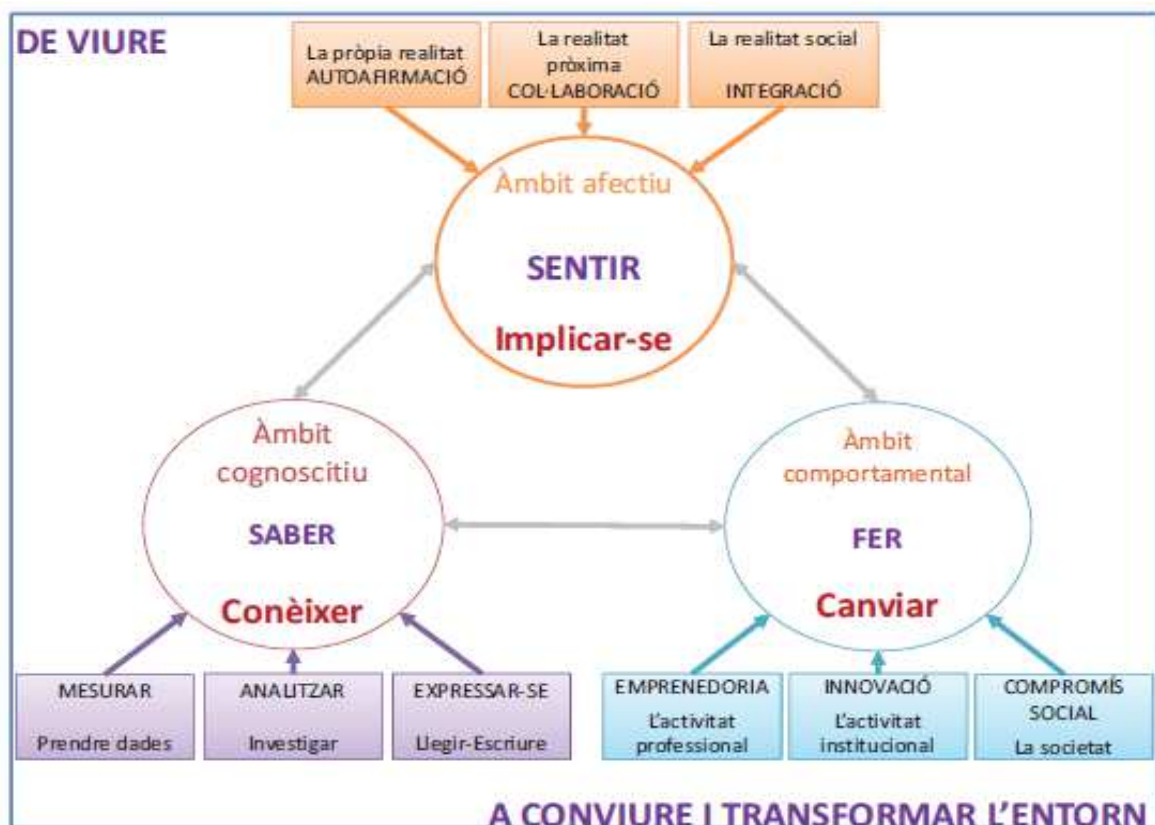 DE VIURE
La pròpia realitat
AUTOAFIRMACIÓ
La realitat
pròxima
COL·LABORACIÓ
La realitat social
INTEGRACIÓ
Àmbit afectiu
SENTIR
Implicar-se
Àmbit
cognoscitiu
SABER
Conèixer
Àmbit
comportamental
FER
Canviar
MESURAR
Prendre dades
ANALITZAR
Investigar
EXPRESSAR-SE
Llegir-Escriure
EMPRENEDORIA
L'activitat
professional
INNOVACIÓ
L'activitat
institucional
COMPROMÍS
SOCIAL
La societat
A CONVIURE I TRANSFORMAR L'ENTORN